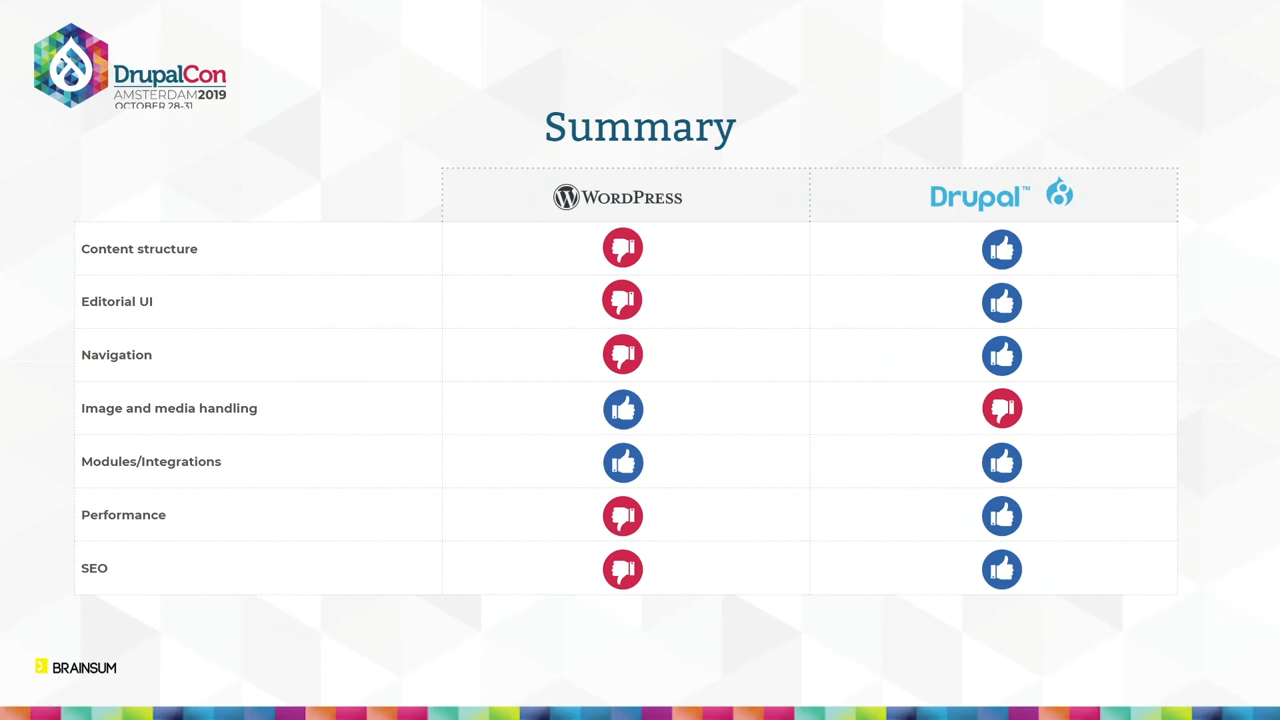 DrupalCon
AMSTERDAM2019
OCTOBER 28-31
Summary
WORDPRESS
Drupal™ 8
Content structure
Editorial UI
Navigation
Image and media handling
Modules/Integrations
Performance
SEO
BRAINSUM